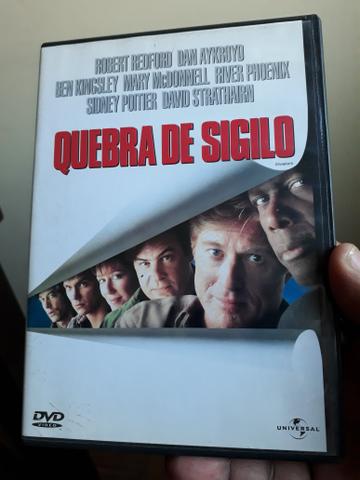 ROBERT REDFORD DAN AYKROYD
BEN KINGSLEY MARY McDONNELL RIVER PHOENIX
SIDNEY POITIER DAVID STRATHAIRN
QUEBRA DE SIGILO
DVD
VIDEO
UNIVERSAL